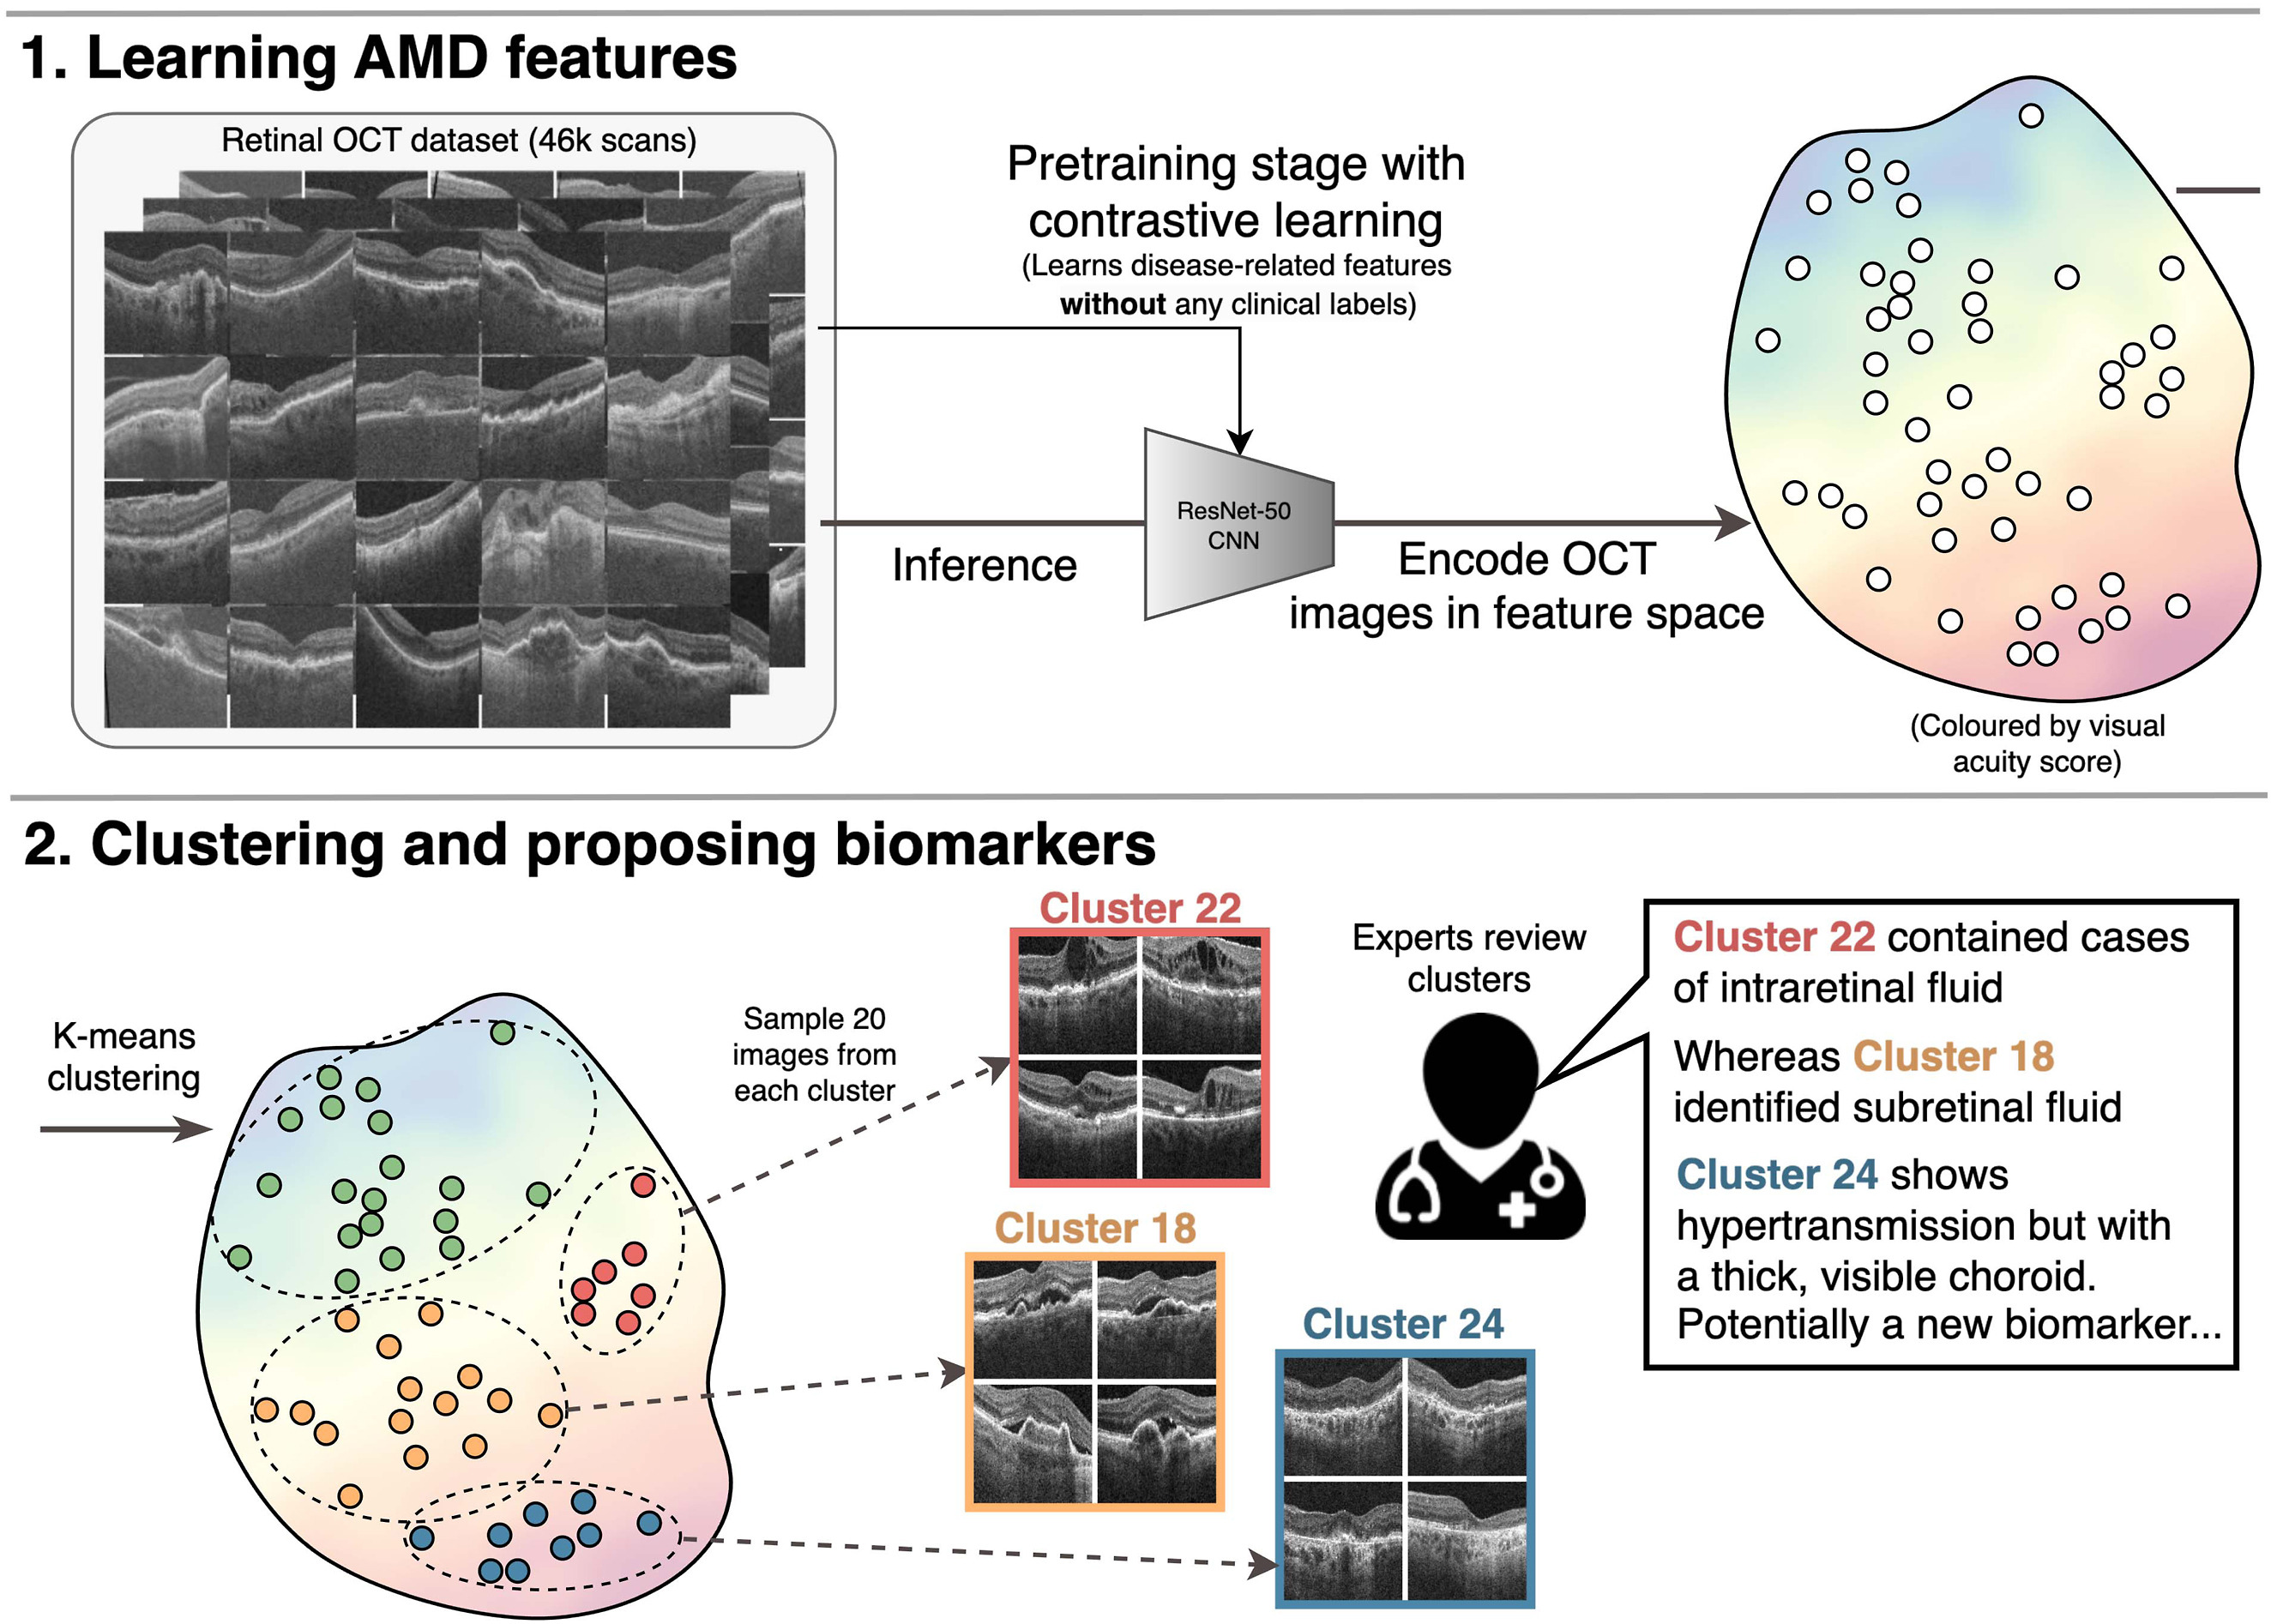 1. Learning AMD features
Retinal OCT dataset (46k scans)
Pretraining stage with
contrastive learning
(Learns disease-related features
without any clinical labels)
ResNet-50
CNN
Inference
Encode OCT
images in feature space
(Coloured by visual
acuity score)
2. Clustering and proposing biomarkers
K-means
clustering
Sample 20
images from
each cluster
Cluster 22
Cluster 18
Cluster 24
Experts review
clusters
Cluster 22 contained cases
of intraretinal fluid
Whereas Cluster 18
identified subretinal fluid
Cluster 24 shows
hypertransmission but with
a thick, visible choroid.
Potentially a new biomarker...